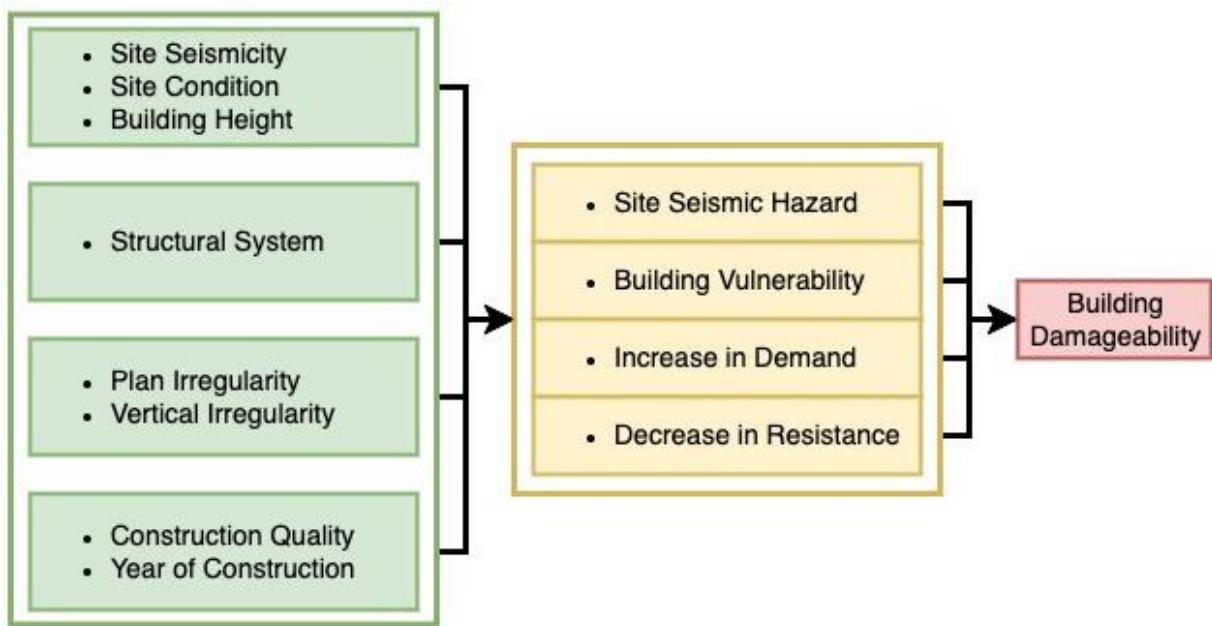 • Site Seismicity
• Site Condition
• Building Height
• Structural System
• Plan Irregularity
• Vertical Irregularity
• Construction Quality
• Year of Construction
• Site Seismic Hazard
• Building Vulnerability
• Increase in Demand
• Decrease in Resistance
Building
Damageability